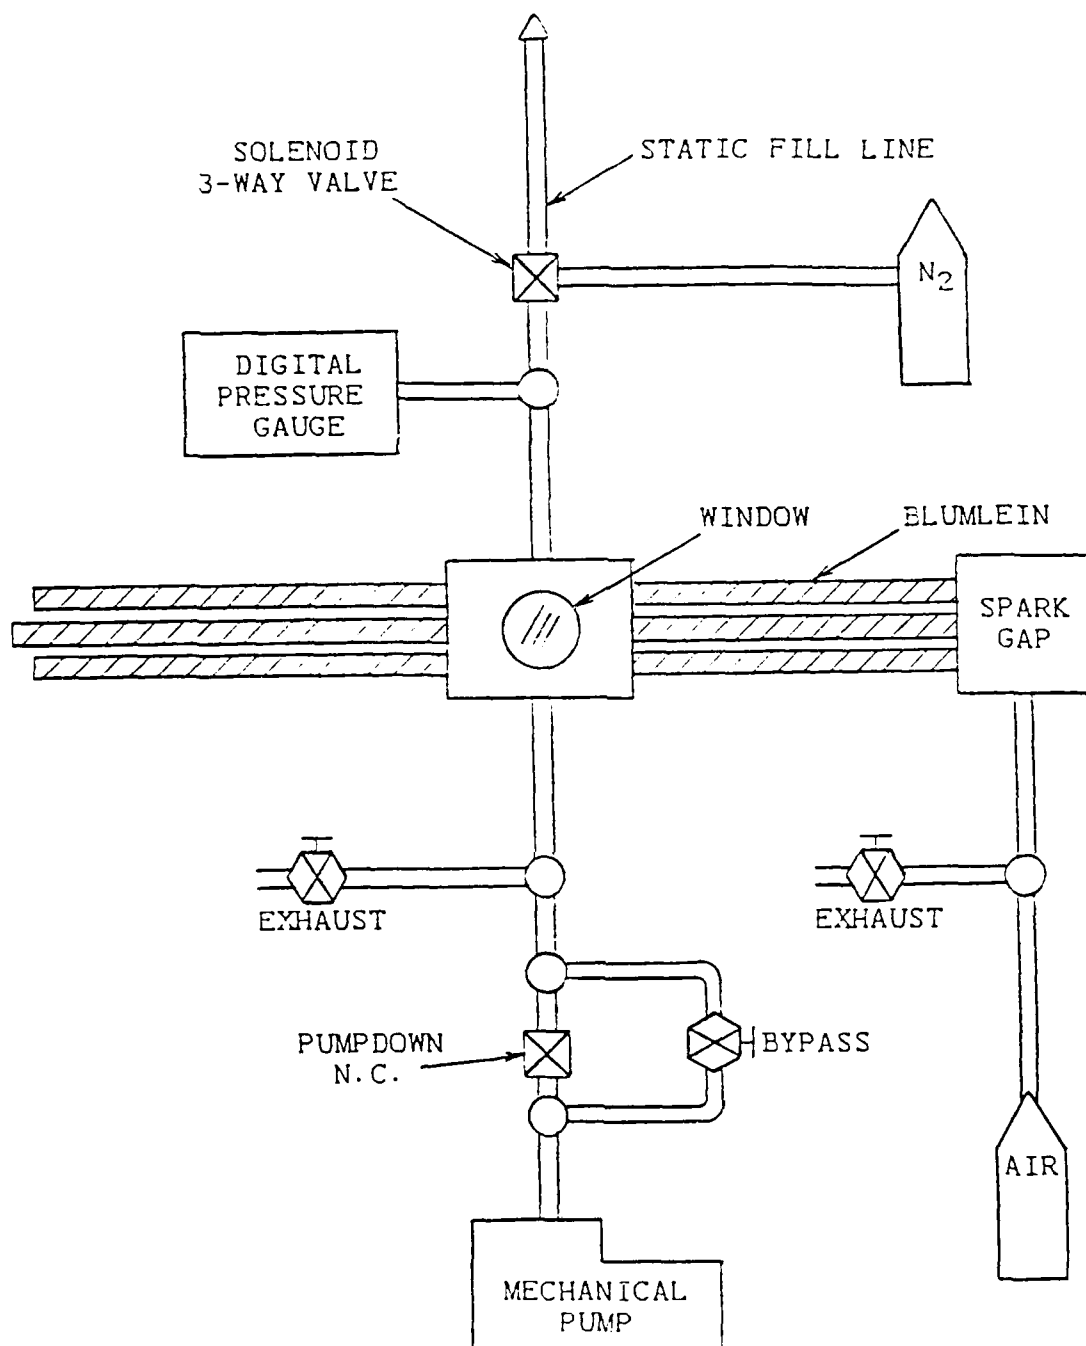 SOLENOID
3-WAY VALVE
STATIC FILL LINE
N2
DIGITAL
PRESSURE
GAUGE
WINDOW
BLUMLEIN
SPARK
GAP
EXHAUST
EXHAUST
PUMPDOWN
N.C.
BYPASS
AIR
MECHANICAL
PUMP